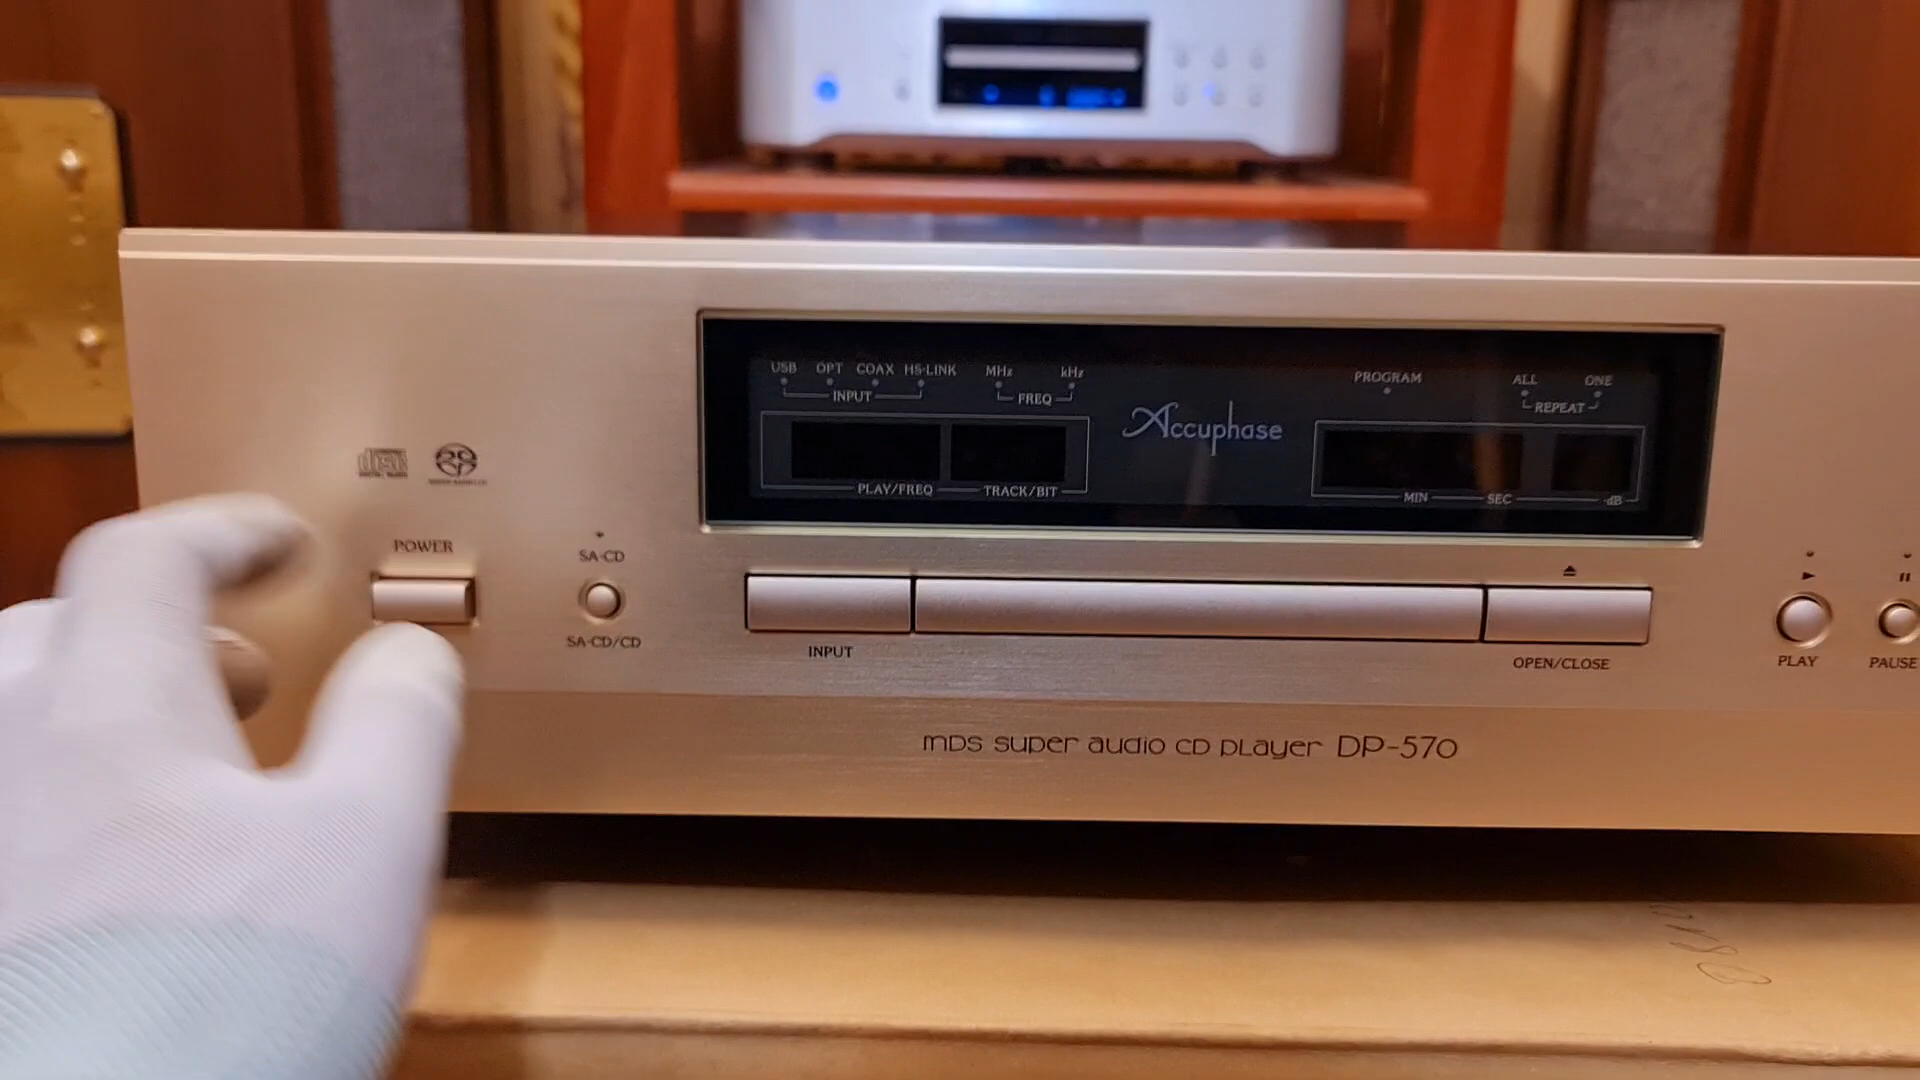 USB OPT COAX HS-LINK MHz kHz
INPUT FREQ
PROGRAM ALL ONE
REPEAT
Accuphase
PLAY/FREQ TRACK/BIT
MIN SEC -dB
disc
POWER
SA-CD
SA-CD/CD
INPUT
OPEN/CLOSE
PLAY
PAUSE
MDS SUPER AUDIO CD PLAYER DP-570